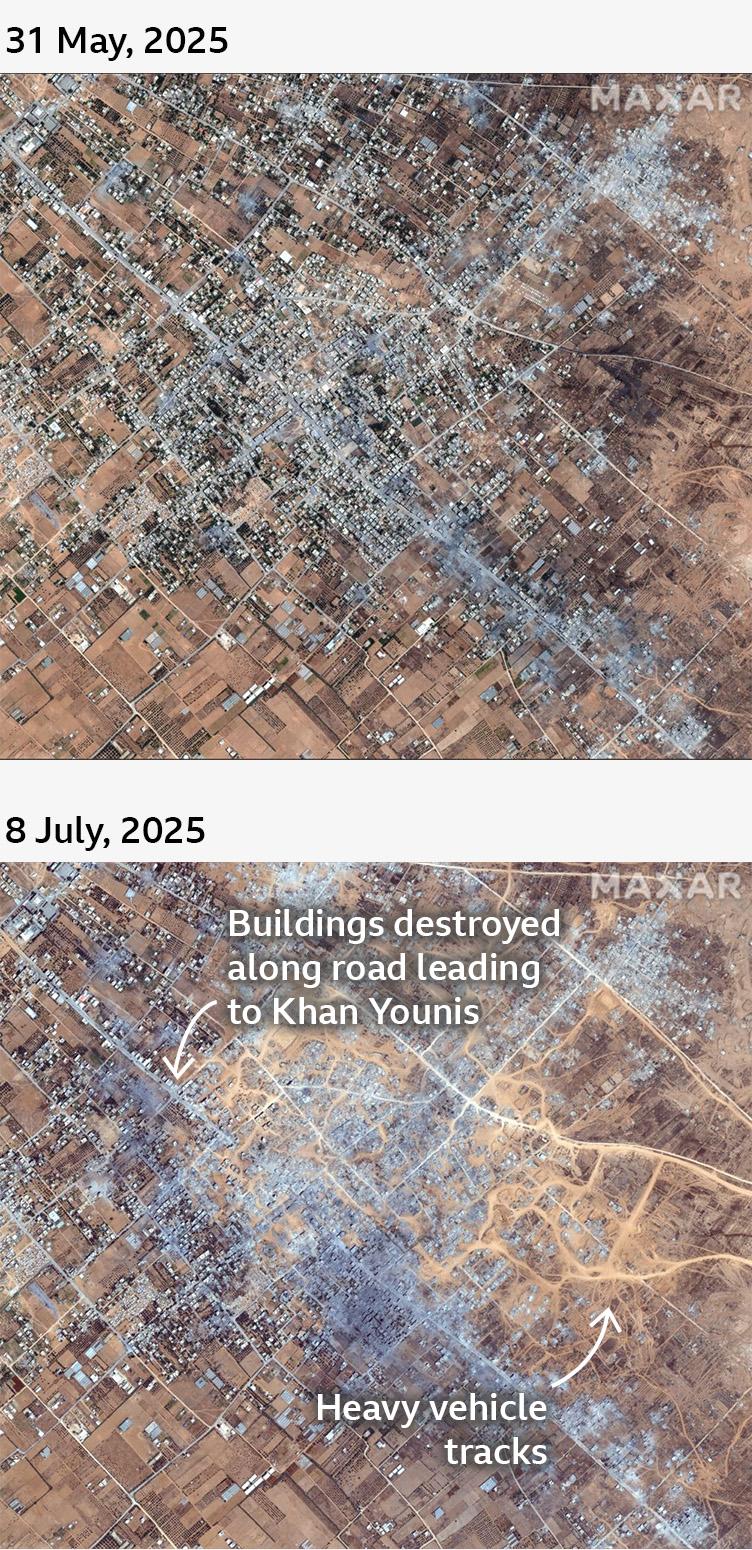 31 May, 2025
MAXAR
8 July, 2025
MAXAR
Buildings destroyed
along road leading
to Khan Younis
Heavy vehicle
tracks